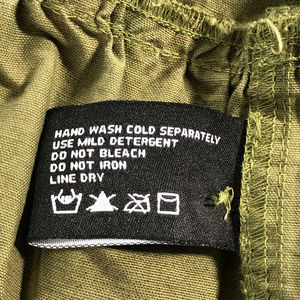 HAND WASH COLD SEPARATELY
USE MILD DETERGENT
DO NOT BLEACH
DO NOT IRON
LINE DRY